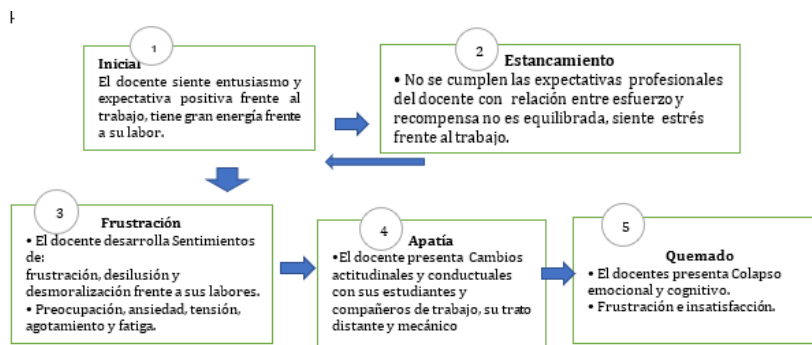 1
Inicial
El docente siente entusiasmo y
expectativa positiva frente al
trabajo, tiene gran energía frente
a su labor.
2
Estancamiento
• No se cumplen las expectativas profesionales
del docente con relación entre esfuerzo y
recompensa no es equilibrada, siente estrés
frente al trabajo.
3
Frustración
• El docente desarrolla Sentimientos
de:
frustración, desilusión y
desmoralización frente a sus labores.
• Preocupación, ansiedad, tensión,
agotamiento y fatiga.
4
Apatía
•El docente presenta Cambios
actitudinales y conductuales
con sus estudiantes y
compañeros de trabajo, su trato
distante y mecánico
5
Quemado
• El docentes presenta Colapso
emocional y cognitivo.
• Frustración e insatisfacción.